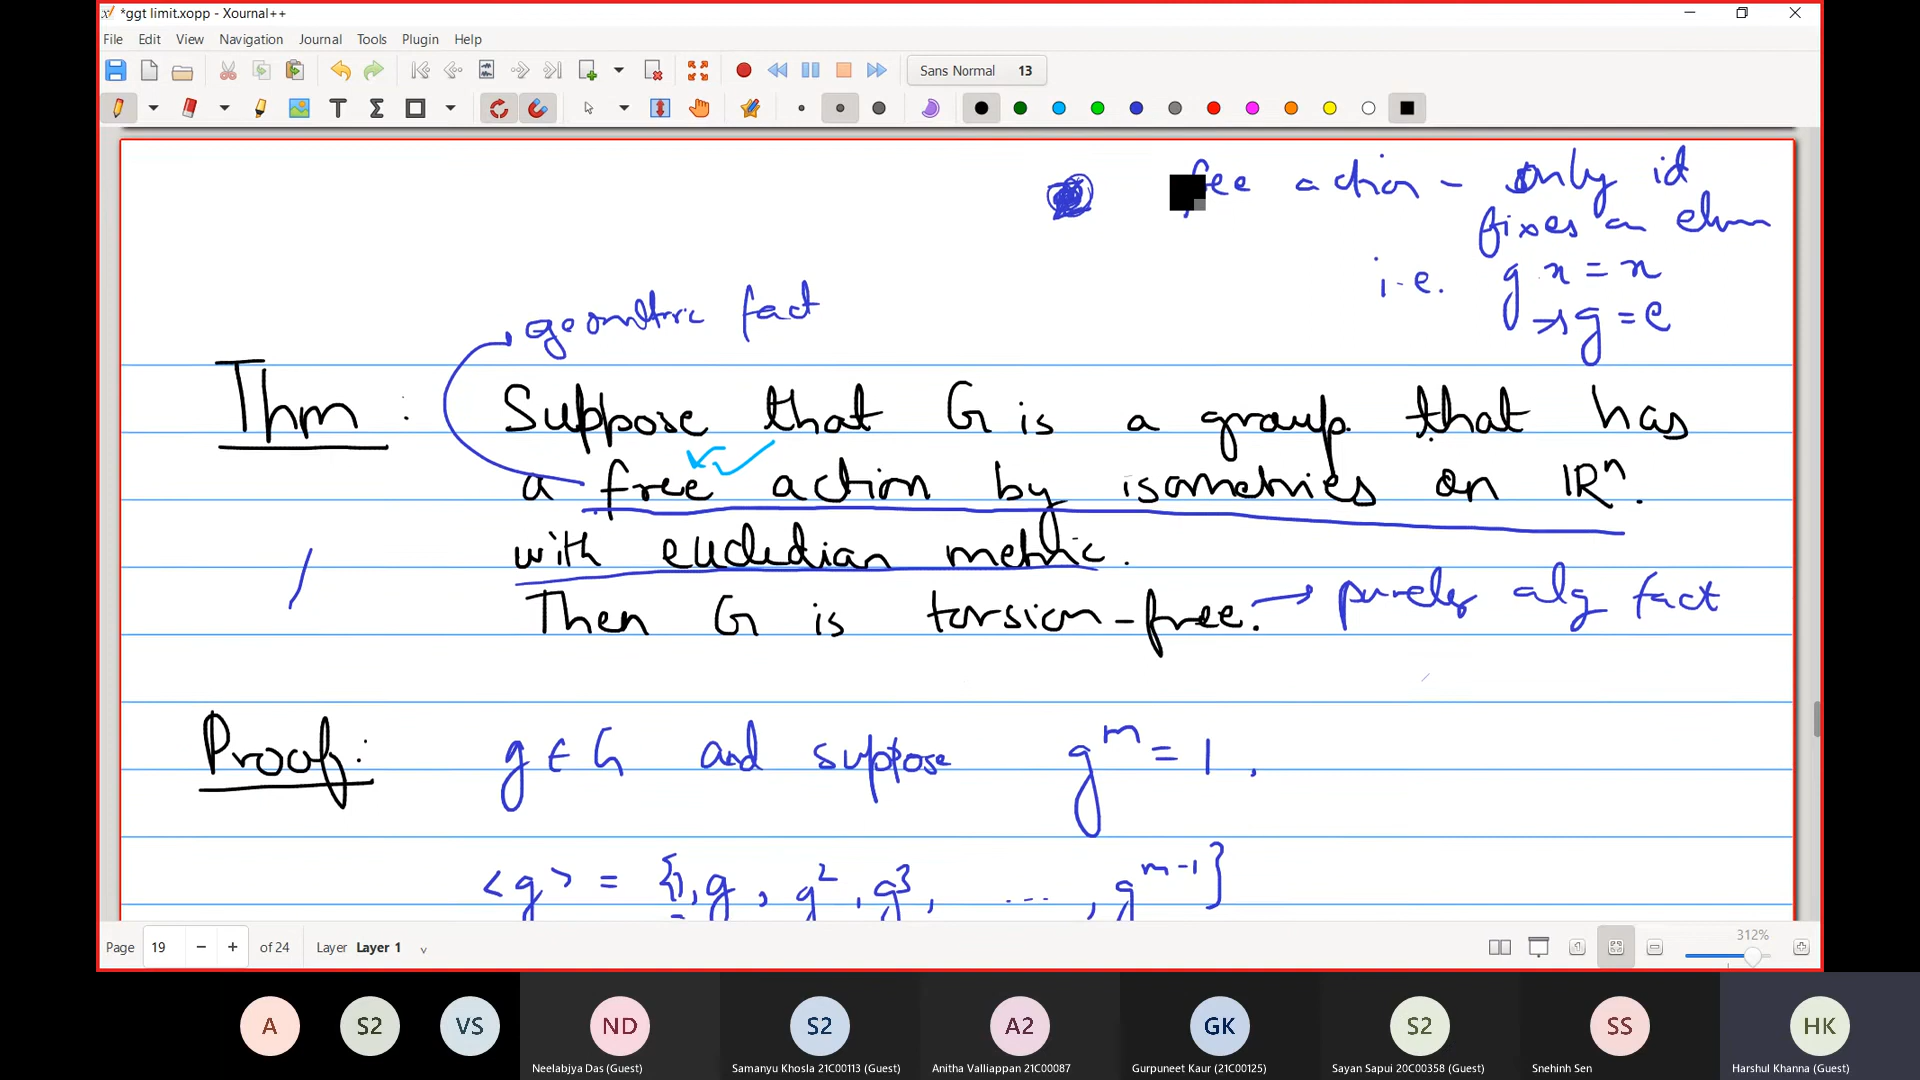 *ggt limit.xopp - Xournal++
File Edit View Navigation Journal Tools Plugin Help
Sans Normal 13
free action - only id
fixes an elem
i.e. g x = x
⇒ g = e
geometric fact
Thm : Suppose that G is a group that has
a free action by isometries on ℝⁿ.
with eucledian metric.
Then G is torsion-free. → purely alg fact
Proof: g ∈ G and suppose gᵐ = 1 ,
<g> = {1, g, g², g³, ... , gᵐ⁻¹}
Page 19 − + of 24 Layer Layer 1
312%
A S2 VS ND S2 A2 GK S2 SS HK
Neelabjya Das (Guest) Samanyu Khosla 21C00113 (Guest) Anitha Valliappan 21C00087 Gurpuneet Kaur (21C00125) Sayan Sapui 20C00358 (Guest) Snehinh Sen Harshul Khanna (Guest)